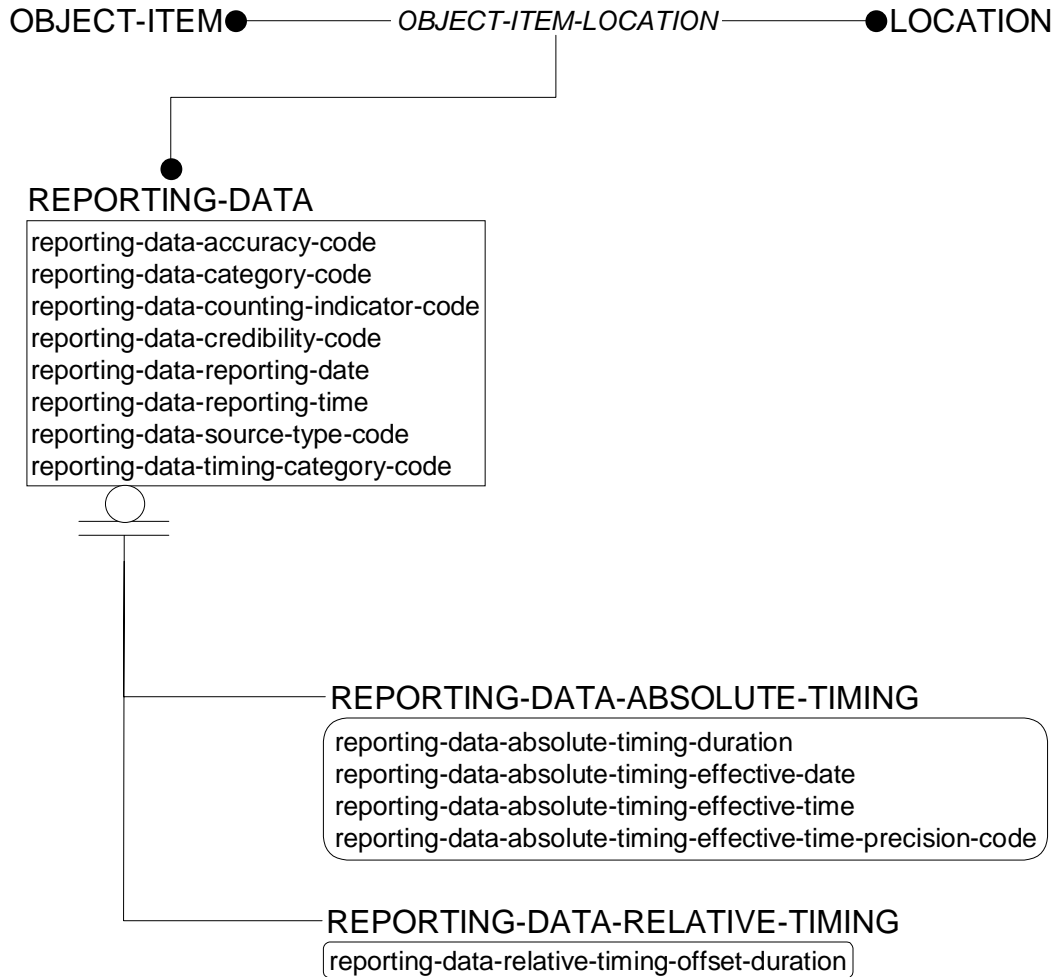 OBJECT-ITEM OBJECT-ITEM-LOCATION LOCATION
REPORTING-DATA
reporting-data-accuracy-code
reporting-data-category-code
reporting-data-counting-indicator-code
reporting-data-credibility-code
reporting-data-reporting-date
reporting-data-reporting-time
reporting-data-source-type-code
reporting-data-timing-category-code
REPORTING-DATA-ABSOLUTE-TIMING
reporting-data-absolute-timing-duration
reporting-data-absolute-timing-effective-date
reporting-data-absolute-timing-effective-time
reporting-data-absolute-timing-effective-time-precision-code
REPORTING-DATA-RELATIVE-TIMING
reporting-data-relative-timing-offset-duration